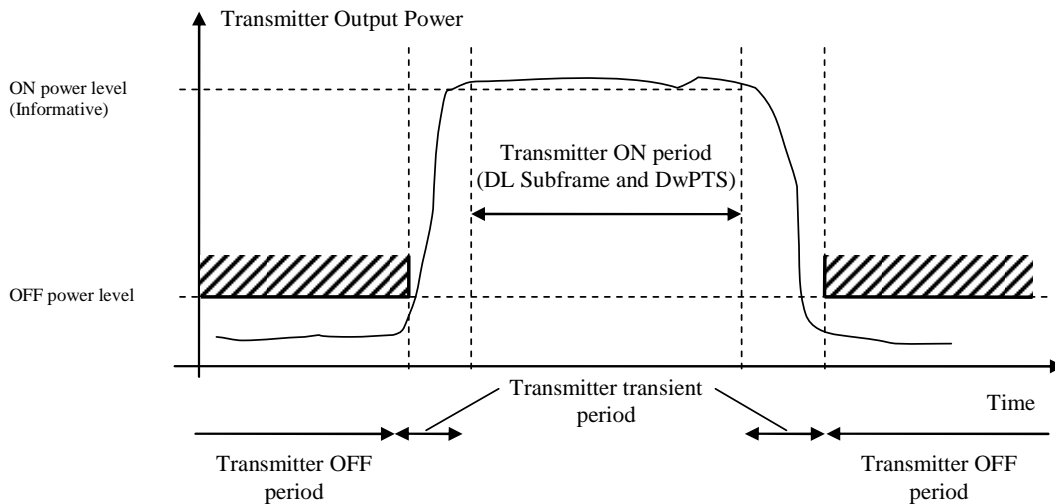 Transmitter Output Power
ON power level
(Informative)
Transmitter ON period
(DL Subframe and DwPTS)
OFF power level
Transmitter transient
period
Time
Transmitter OFF
period
Transmitter OFF
period